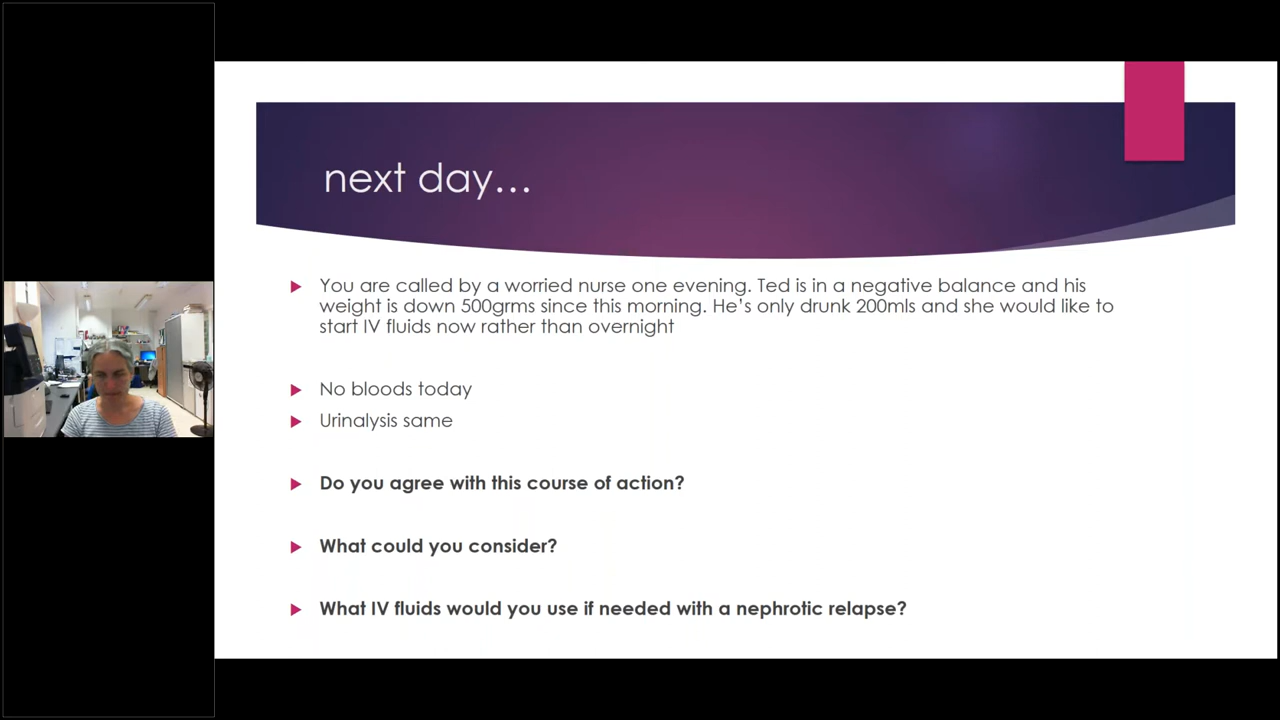 next day…
You are called by a worried nurse one evening. Ted is in a negative balance and his
weight is down 500grms since this morning. He's only drunk 200mls and she would like to
start IV fluids now rather than overnight
No bloods today
Urinalysis same
Do you agree with this course of action?
What could you consider?
What IV fluids would you use if needed with a nephrotic relapse?